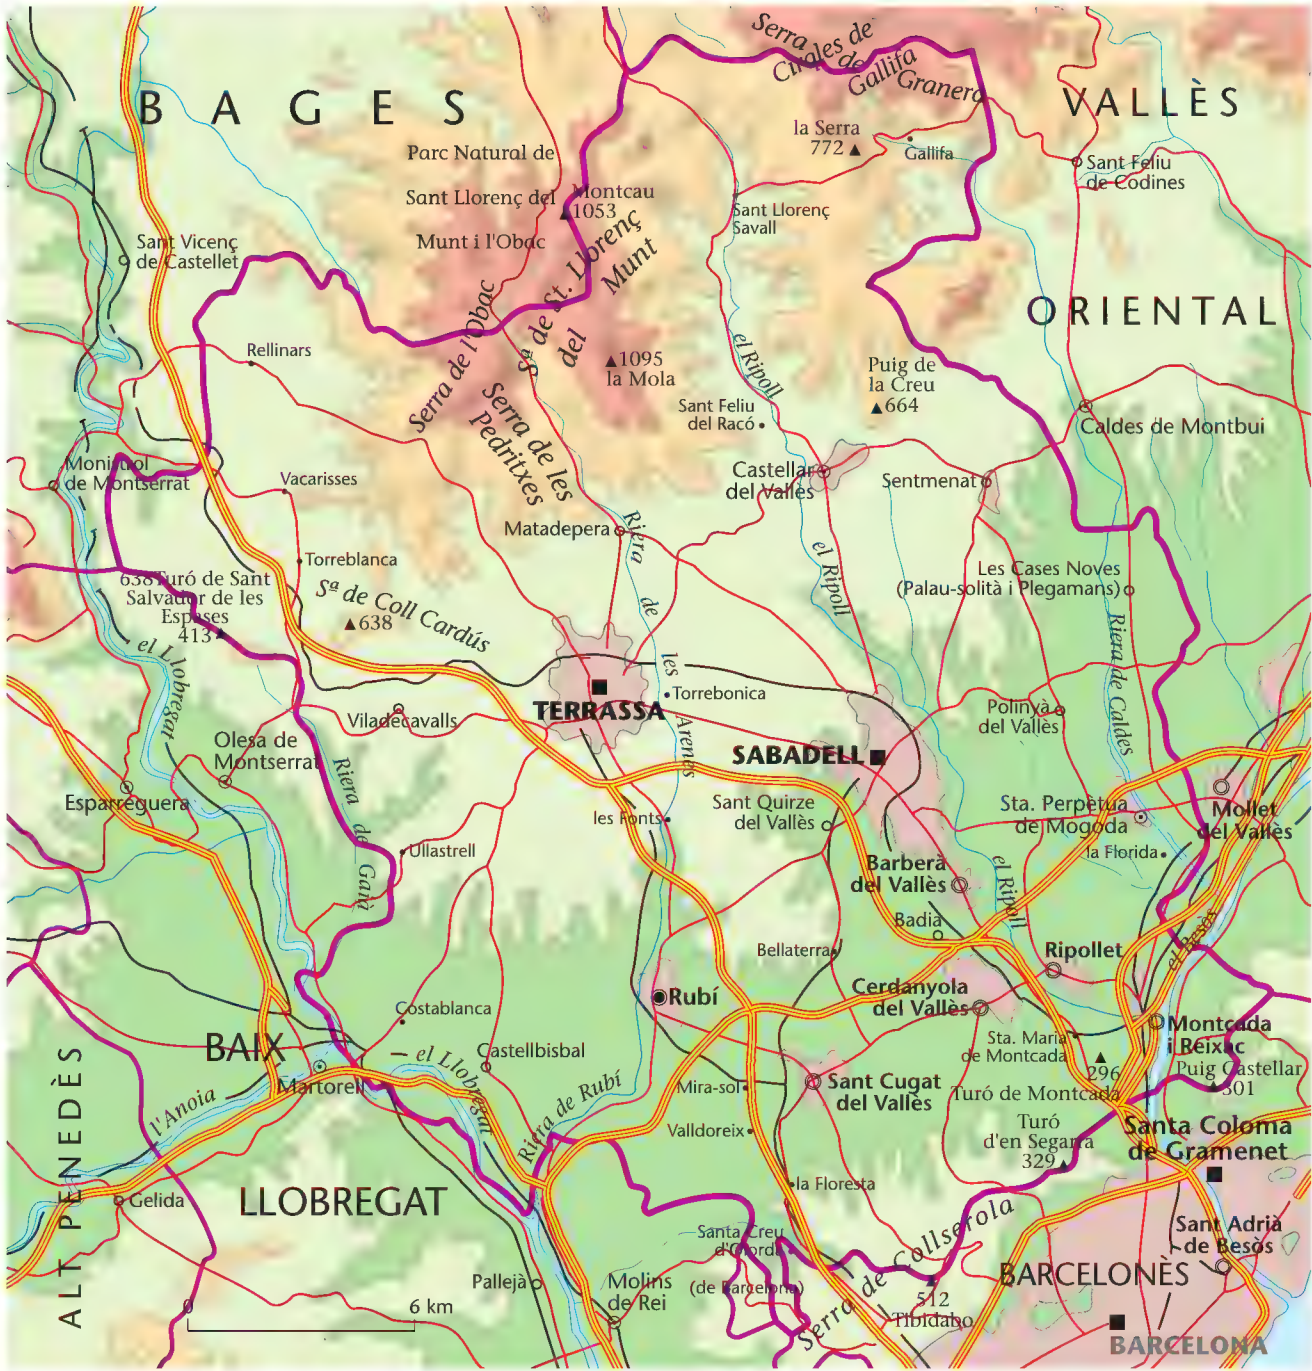 Serra
Cingles de
de
Gallifa
Granera
BAGES
VALLÈS
la Serra
772
Gallifa
Parc Natural de
Sant Llorenç del
Munt i l'Obac
Montcau
1053
Sant Feliu
de Codines
Sant Llorenç
Savall
Sant Vicenç
de Castellet
Serra de l'Obac
Sª de St. Llorenç
del
Munt
ORIENTAL
Rellinars
1095
la Mola
el Ripoll
Puig de
la Creu
664
Serra de les
Pedritxes
Sant Feliu
del Racó
Caldes de Montbui
Monistrol
de Montserrat
Vacarisses
Castellar
del Vallès
Sentmenat
Matadepera
Riera
de
les
Arenes
el Ripoll
Torreblanca
Les Cases Noves
(Palau-solità i Plegamans)
638
Turó de Sant
Salvador de les
Espases
413
Sª de Coll Cardús
638
Riera de Caldes
el Llobregat
TERRASSA
Torrebonica
Viladecavalls
Polinyà
del Vallès
Olesa de
Montserrat
SABADELL
Esparreguera
Riera de Gaià
les Fonts
Sant Quirze
del Vallès
Sta. Perpètua
de Mogoda
Mollet
del Vallès
Ullastrell
la Florida
Barberà
del Vallès
el Ripoll
Badia
Bellaterra
Ripollet
el Besòs
Rubí
Cerdanyola
del Vallès
Costablanca
Montcada
i Reixac
BAIX
Sta. Maria
de Montcada
Castellbisbal
el Llobregat
296
Turó de Montcada
Puig Castellar
301
Martorell
Mira-sol
Sant Cugat
del Vallès
l'Anoia
Riera de Rubí
Valldoreix
Turó
d'en Segarra
329
Santa Coloma
de Gramenet
ALT PENEDÈS
Gelida
LLOBREGAT
la Floresta
Santa Creu
d'Olorda
(de Barcelona)
Serra de Collserola
Sant Adrià
de Besòs
Pallejà
Molins
de Rei
BARCELONÈS
512
Tibidabo
0
6 km
BARCELONA